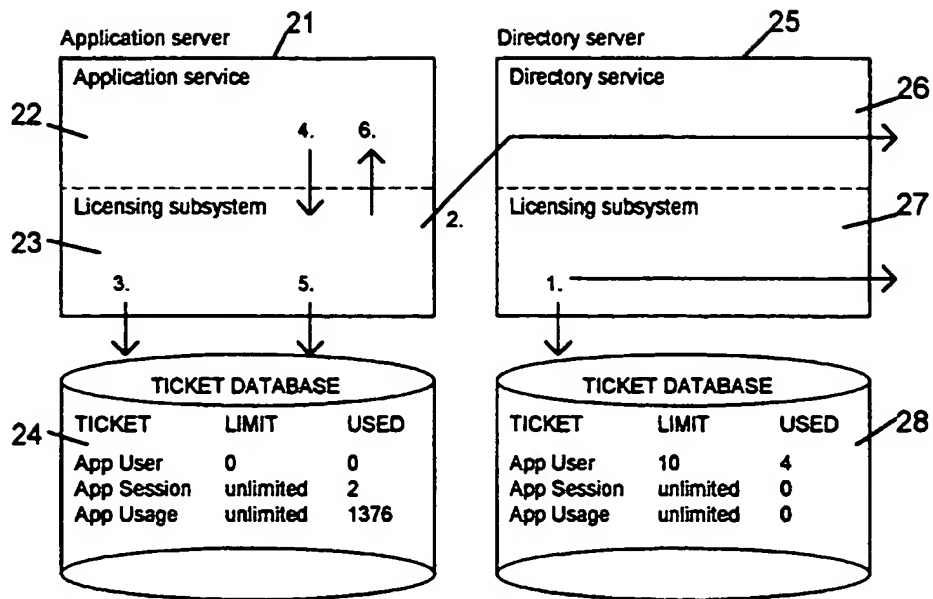 Application server
21
Application service
22
4.
6.
Licensing subsystem
23
3.
5.
TICKET DATABASE
24
TICKET LIMIT USED
App User 0 0
App Session unlimited 2
App Usage unlimited 1376
Directory server
25
Directory service
26
2.
Licensing subsystem
27
1.
TICKET DATABASE
28
TICKET LIMIT USED
App User 10 4
App Session unlimited 0
App Usage unlimited 0